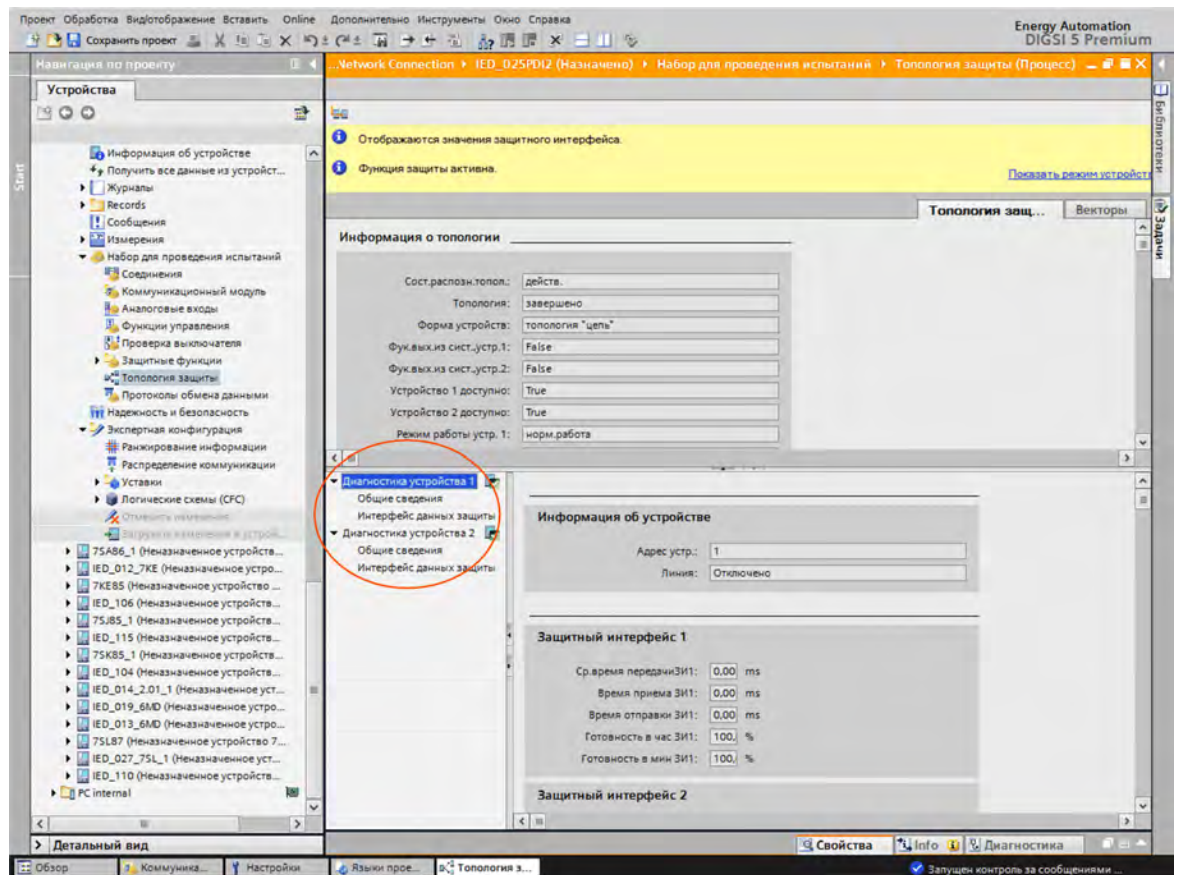 Проект Обработка Вид/отображение Вставить Online Дополнительно Инструменты Окно Справка
Energy Automation
DIGSI 5 Premium
Сохранить проект
Навигация по проекту
...Network Connection IED_D25PDI2 (Назначено) Набор для проведения испытаний Топология защиты (Процесс)
Устройства
Start
Библиотеки
Задачи
Отображаются значения защитного интерфейса.
Функция защиты активна.
Показать режим устройст
Топология защ... Векторы
Информация об устройстве
Получить все данные из устройст...
Журналы
Records
Сообщения
Измерения
Набор для проведения испытаний
Соединения
Коммуникационный модуль
Аналоговые входы
Функции управления
Проверка выключателя
Защитные функции
Топология защиты
Протоколы обмена данными
Надежность и безопасность
Экспертная конфигурация
Ранжирование информации
Распределение коммуникации
Уставки
Логические схемы (CFC)
Отменить изменения
Загрузить изменения в устрой...
7SA86_1 (Неназначенное устройств...
IED_012_7KE (Неназначенное устро...
7KE85 (Неназначенное устройство ...
IED_106 (Неназначенное устройств...
7SJ85_1 (Неназначенное устройств...
IED_115 (Неназначенное устройств...
7SK85_1 (Неназначенное устройств...
IED_104 (Неназначенное устройств...
IED_014_2.01_1 (Неназначенное уст...
IED_019_6MD (Неназначенное устро...
IED_013_6MD (Неназначенное устро...
7SL87 (Неназначенное устройство 7...
IED_027_7SL_1 (Неназначенное уст...
IED_110 (Неназначенное устройств...
PC internal
Детальный вид
Информация о топологии
Сост.распозн.топол.: действ.
Топология: завершено
Форма устройств: топология "цепь"
Фук.вых.из сист.,устр.1: False
Фук.вых.из сист.,устр.2: False
Устройство 1 доступно: True
Устройство 2 доступно: True
Режим работы устр. 1: норм.работа
Диагностика устройства 1
Общие сведения
Интерфейс данных защиты
Диагностика устройства 2
Общие сведения
Интерфейс данных защиты
Информация об устройстве
Адрес устр.: 1
Линия: Отключено
Защитный интерфейс 1
Ср.время передачиЗИ1: 0,00 ms
Время приема ЗИ1: 0,00 ms
Время отправки ЗИ1: 0,00 ms
Готовность в час ЗИ1: 100, %
Готовность в мин ЗИ1: 100, %
Защитный интерфейс 2
Свойства Info Диагностика
Обзор Коммуника... Настройки Языки прое... Топология з... Запущен контроль за сообщениями ...